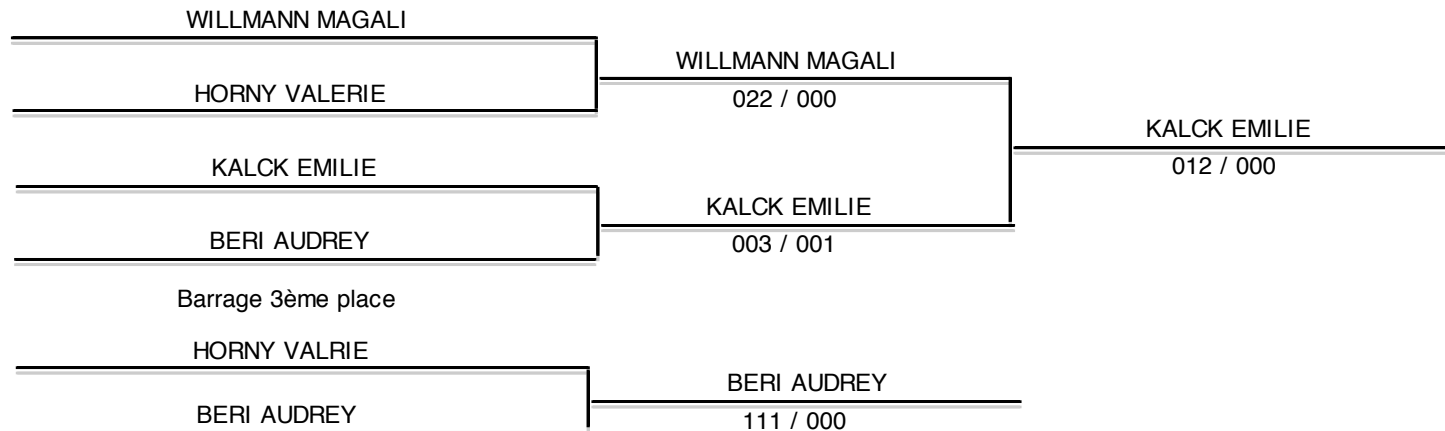 WILLMANN MAGALI
HORNY VALERIE
WILLMANN MAGALI
022 / 000
KALCK EMILIE
012 / 000
KALCK EMILIE
BERI AUDREY
KALCK EMILIE
003 / 001
Barrage 3ème place
HORNY VALRIE
BERI AUDREY
BERI AUDREY
111 / 000